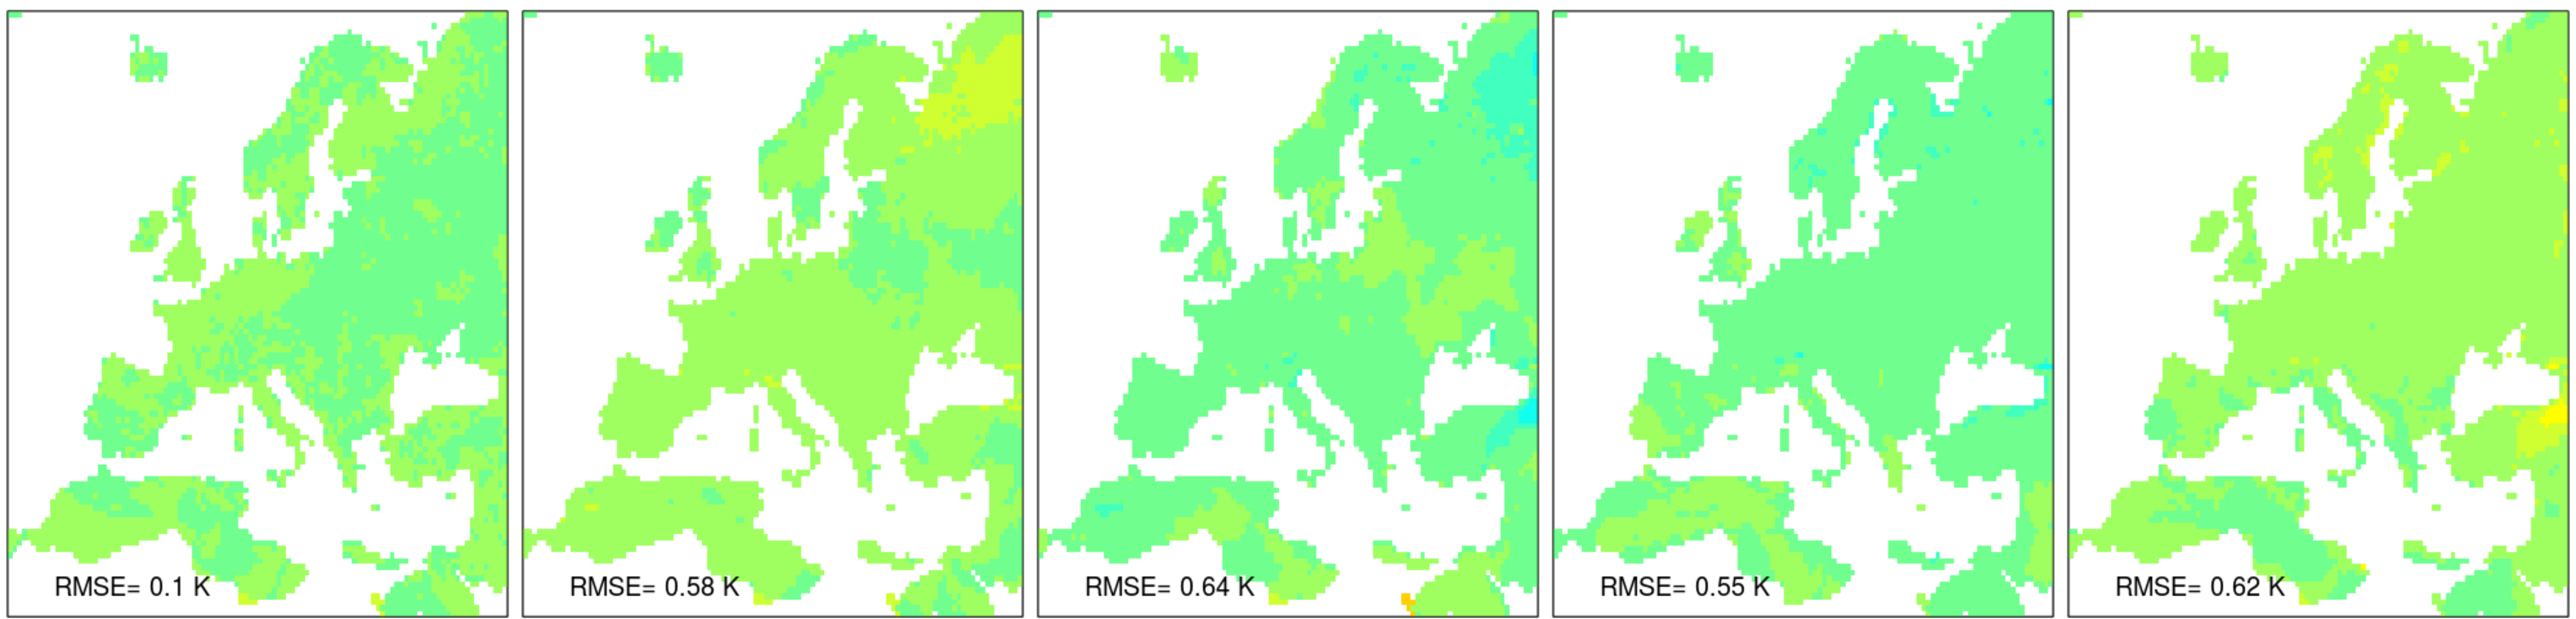 RMSE= 0.1 K
RMSE= 0.58 K
RMSE= 0.64 K
RMSE= 0.55 K
RMSE= 0.62 K